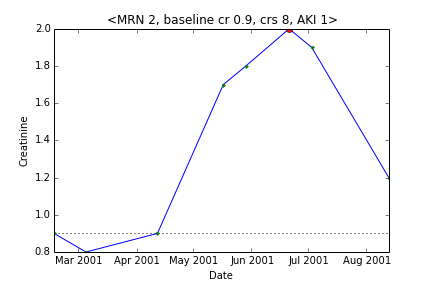 <MRN 2, baseline cr 0.9, crs 8, AKI 1>
2.0
1.8
1.6
1.4
1.2
1.0
0.8
Creatinine
Mar 2001 Apr 2001 May 2001 Jun 2001 Jul 2001 Aug 2001
Date